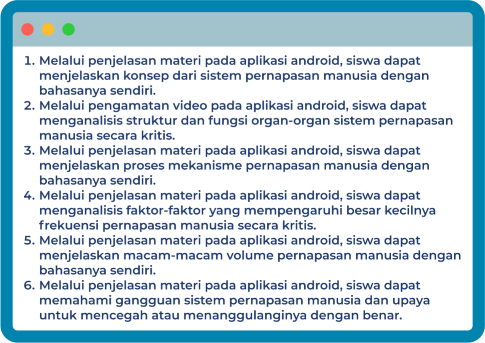 1. Melalui penjelasan materi pada aplikasi android, siswa dapat
menjelaskan konsep dari sistem pernapasan manusia dengan
bahasanya sendiri.
2. Melalui pengamatan video pada aplikasi android, siswa dapat
menganalisis struktur dan fungsi organ-organ sistem pernapasan
manusia secara kritis.
3. Melalui penjelasan materi pada aplikasi android, siswa dapat
menjelaskan proses mekanisme pernapasan manusia dengan
bahasanya sendiri.
4. Melalui penjelasan materi pada aplikasi android, siswa dapat
menganalisis faktor-faktor yang mempengaruhi besar kecilnya
frekuensi pernapasan manusia secara kritis.
5. Melalui penjelasan materi pada aplikasi android, siswa dapat
menjelaskan macam-macam volume pernapasan manusia dengan
bahasanya sendiri.
6. Melalui penjelasan materi pada aplikasi android, siswa dapat
memahami gangguan sistem pernapasan manusia dan upaya
untuk mencegah atau menanggulanginya dengan benar.